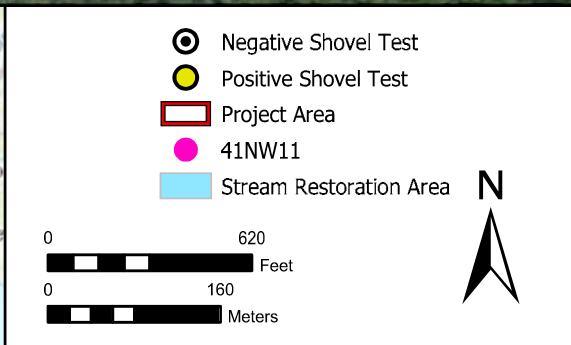 Negative Shovel Test
Positive Shovel Test
Project Area
41NW11
Stream Restoration Area
N
0 620
Feet
0 160
Meters